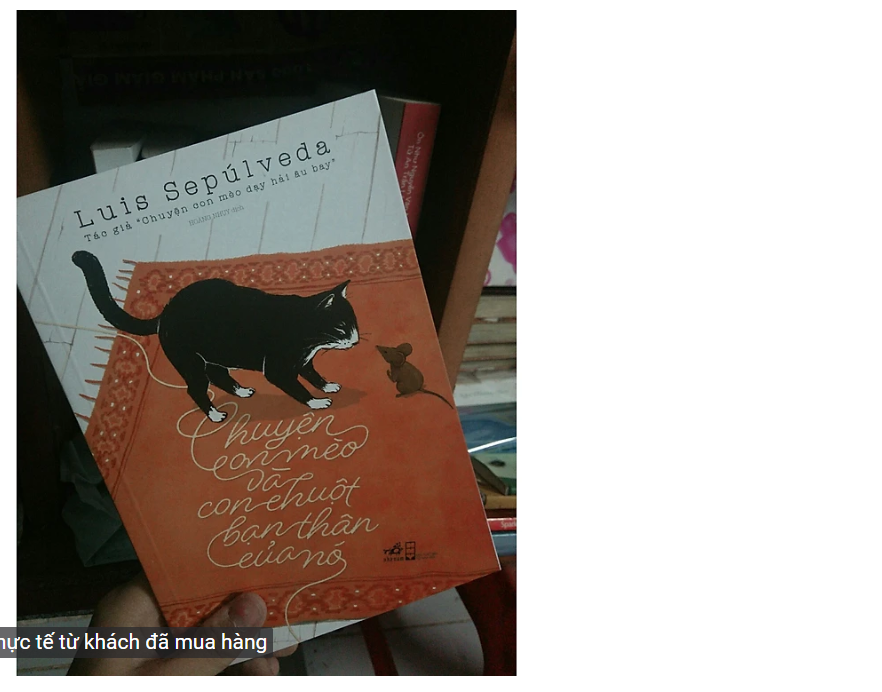 Luis Sepúlveda
Tác giả "Chuyện con mèo dạy hải âu bay"
Chuyện
con mèo
và
con chuột
bạn thân
của nó
hực tế từ khách đã mua hàng